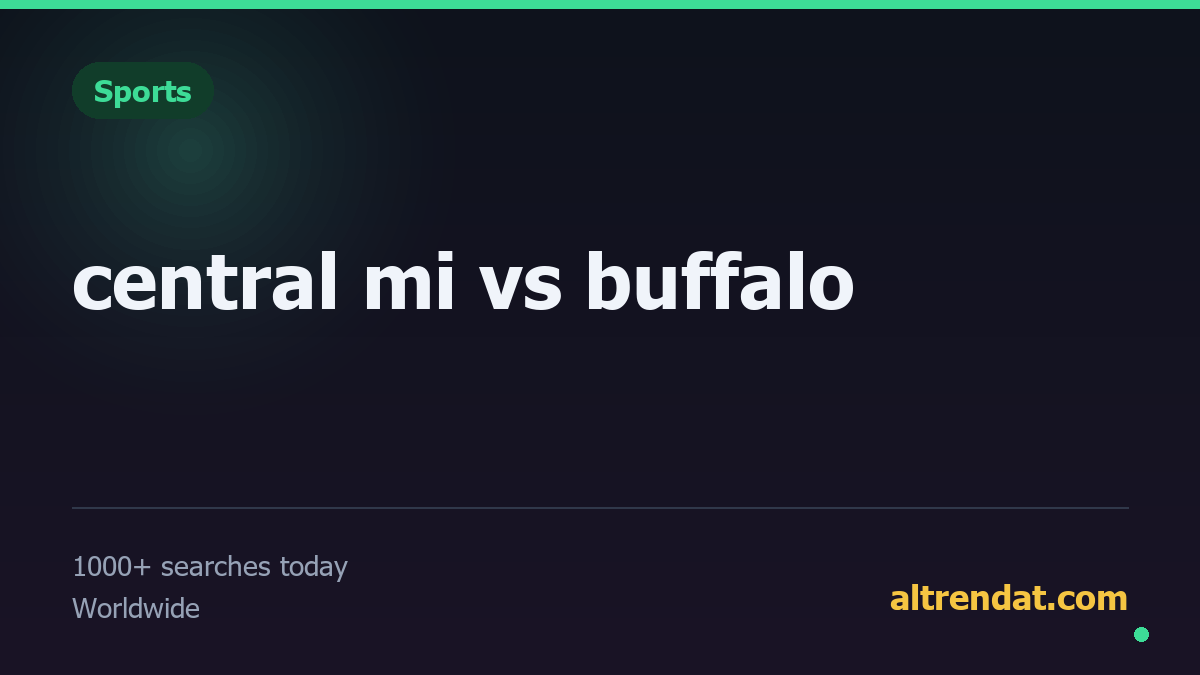 Sports
central mi vs buffalo
1000+ searches today
Worldwide
altrendat.com